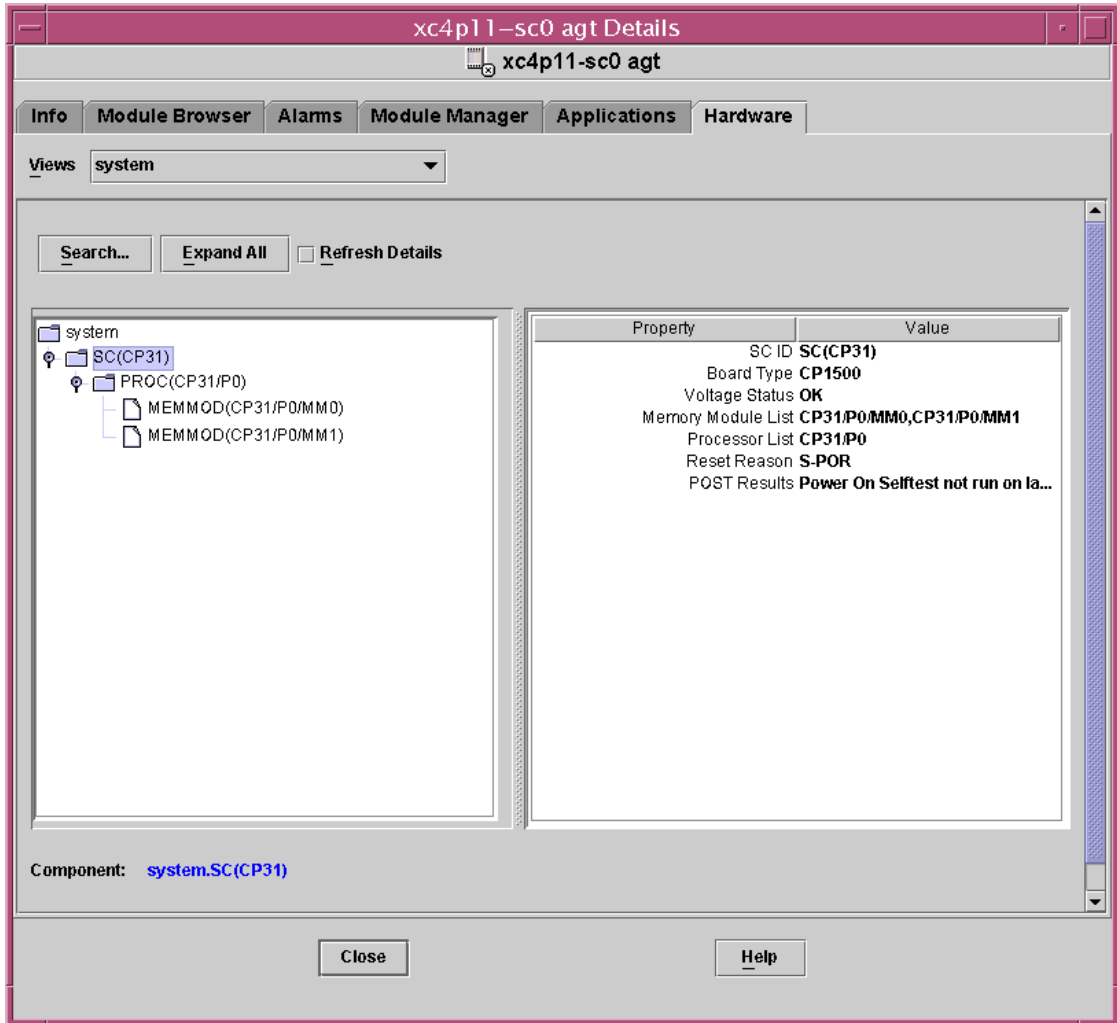 xc4p11–sc0 agt Details
xc4p11-sc0 agt
Info Module Browser Alarms Module Manager Applications Hardware
Views system
Search... Expand All Refresh Details
system
SC(CP31)
PROC(CP31/P0)
MEMMOD(CP31/P0/MM0)
MEMMOD(CP31/P0/MM1)
Property Value
SC ID SC(CP31)
Board Type CP1500
Voltage Status OK
Memory Module List CP31/P0/MM0,CP31/P0/MM1
Processor List CP31/P0
Reset Reason S-POR
POST Results Power On Selftest not run on la...
Component: system.SC(CP31)
Close Help